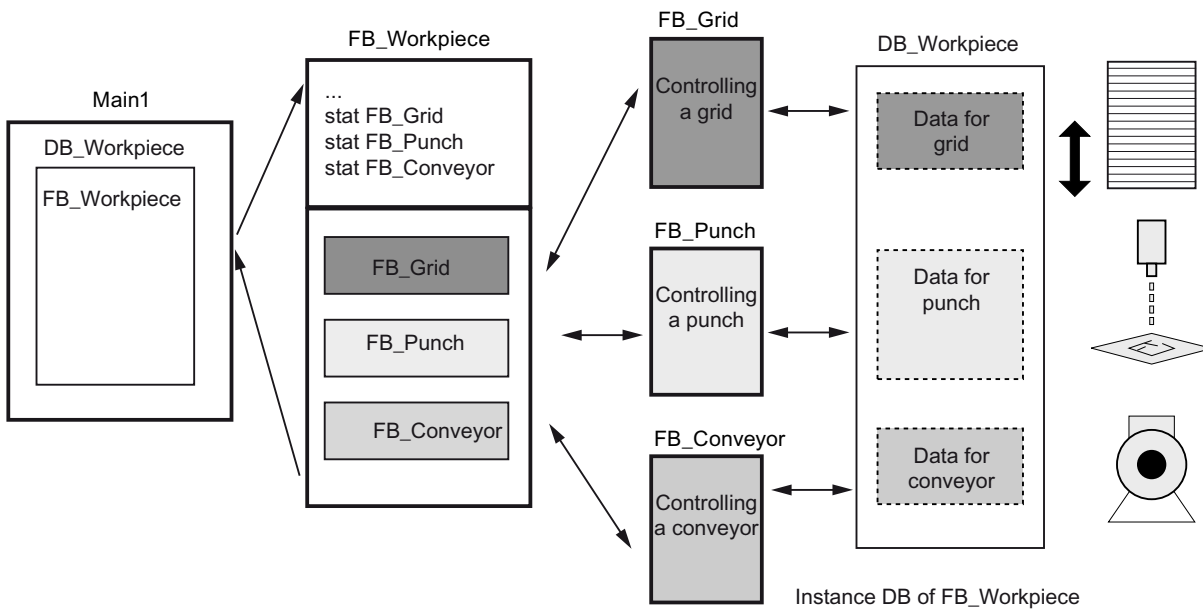 Main1
DB_Workpiece
FB_Workpiece
FB_Workpiece
...
stat FB_Grid
stat FB_Punch
stat FB_Conveyor
FB_Grid
FB_Punch
FB_Conveyor
FB_Grid
Controlling
a grid
FB_Punch
Controlling
a punch
FB_Conveyor
Controlling
a conveyor
DB_Workpiece
Data for
grid
Data for
punch
Data for
conveyor
Instance DB of FB_Workpiece